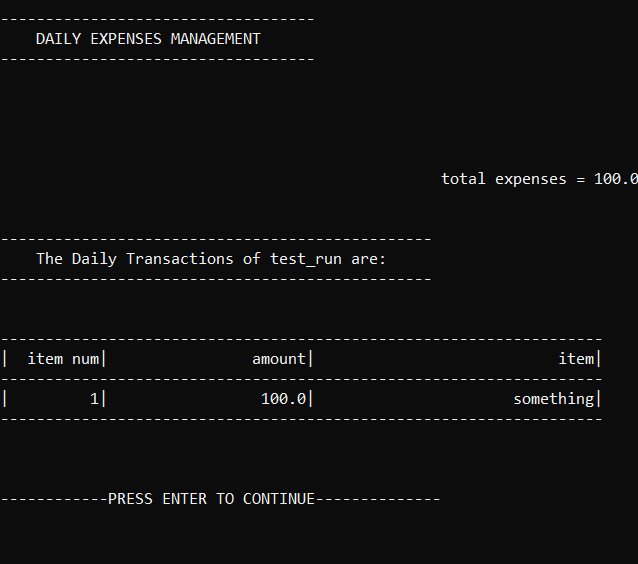 -----------------------------------
DAILY EXPENSES MANAGEMENT
-----------------------------------
total expenses = 100.0
------------------------------------------------
The Daily Transactions of test_run are:
------------------------------------------------
-------------------------------------------------------------------
|  item num|                amount|                           item|
-------------------------------------------------------------------
|         1|                 100.0|                      something|
-------------------------------------------------------------------
------------PRESS ENTER TO CONTINUE--------------